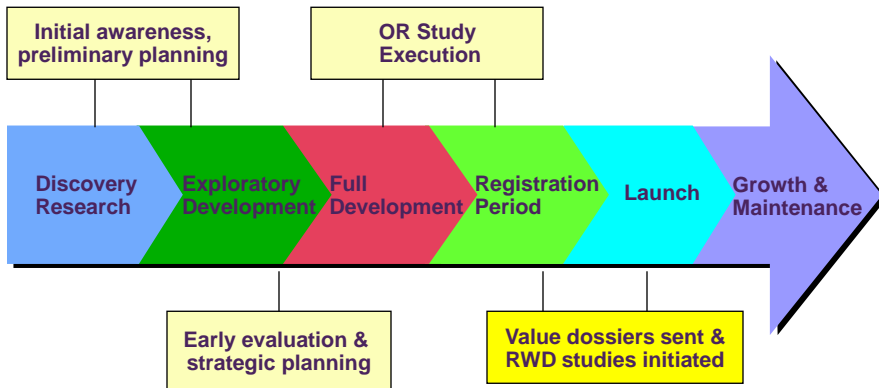 Initial awareness,
preliminary planning
OR Study
Execution
Discovery
Research
Exploratory
Development
Full
Development
Registration
Period
Launch
Growth &
Maintenance
Early evaluation &
strategic planning
Value dossiers sent &
RWD studies initiated